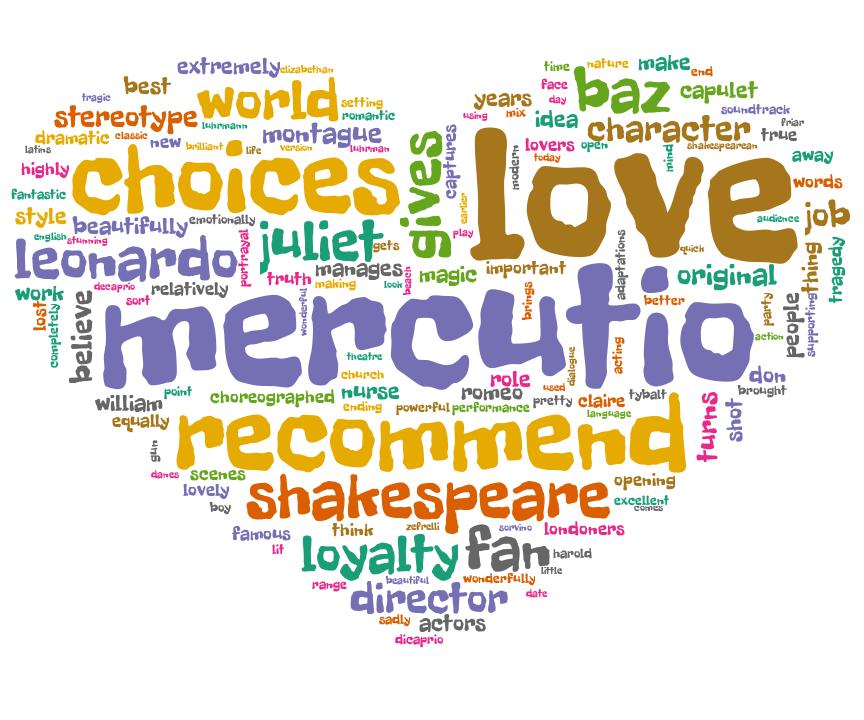 extremely
elizabethan
best
tragic
world
setting
stereotype
romantic
luhrmann
dramatic
classic
new
brilliant
montague
life
version
luhrman
latins
highly
choices
fantastic
style
beautifully
emotionally
english
stunning
leonardo
portrayal
juliet
gets
manages
truth
making
look
beach
work
dicaprio
relatively
sort
wonderful
lost
completely
believe
gives
captures
earlier
play
magic
important
time
nature
make
end
face
day
baz
capulet
years
using
mix
idea
soundtrack
character
friar
true
lovers
open
mind
shakespearean
today
modern
love
away
words
audience
job
quick
thing
tragedy
adaptations
original
brings
better
party
people
supporting
action
mercutio
theatre
dialogue
acting
church
role
don
brought
william
point
choreographed
nurse
romeo
used
pretty
claire
tybalt
ending
powerful
performance
language
equally
gun
recommend
turns
shot
danes
scenes
lovely
boy
shakespeare
opening
excellent
comes
famous
think
zefrelli
sorvino
londoners
lit
loyalty
fan
harold
little
range
beautiful
wonderfully
director
date
sadly
actors
dicaprio